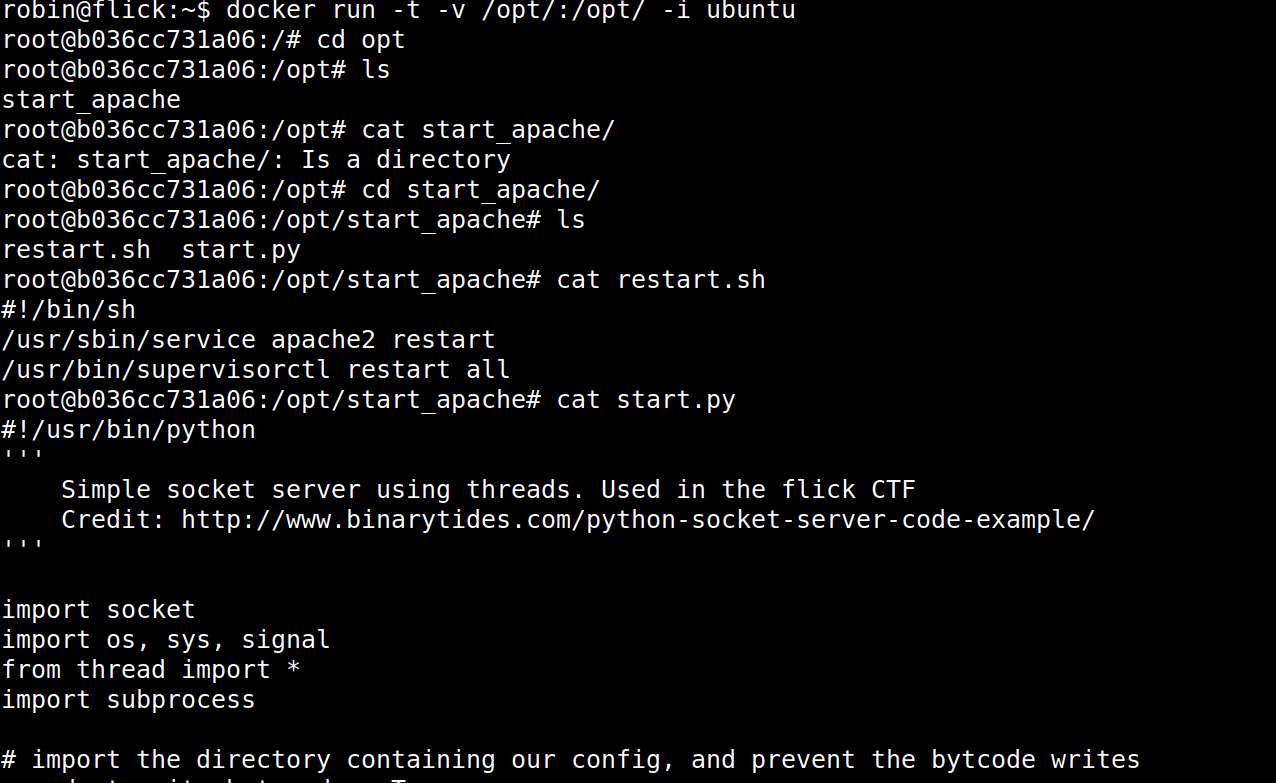 robin@flick:~$ docker run -t -v /opt/:/opt/ -i ubuntu
root@b036cc731a06:/# cd opt
root@b036cc731a06:/opt# ls
start_apache
root@b036cc731a06:/opt# cat start_apache/
cat: start_apache/: Is a directory
root@b036cc731a06:/opt# cd start_apache/
root@b036cc731a06:/opt/start_apache# ls
restart.sh  start.py
root@b036cc731a06:/opt/start_apache# cat restart.sh
#!/bin/sh
/usr/sbin/service apache2 restart
/usr/bin/supervisorctl restart all
root@b036cc731a06:/opt/start_apache# cat start.py
#!/usr/bin/python
'''
    Simple socket server using threads. Used in the flick CTF
    Credit: http://www.binarytides.com/python-socket-server-code-example/
'''

import socket
import os, sys, signal
from thread import *
import subprocess

# import the directory containing our config, and prevent the bytcode writes